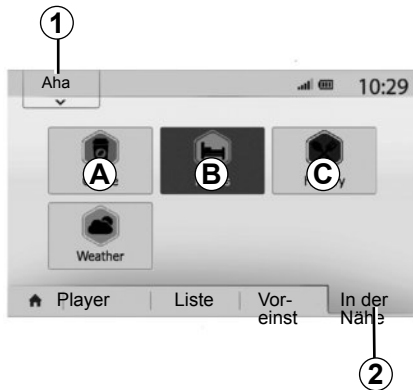 1
Aha
10:29
A
B
C
Weather
Player
Liste
Vor-
einst
In der
Nähe
2